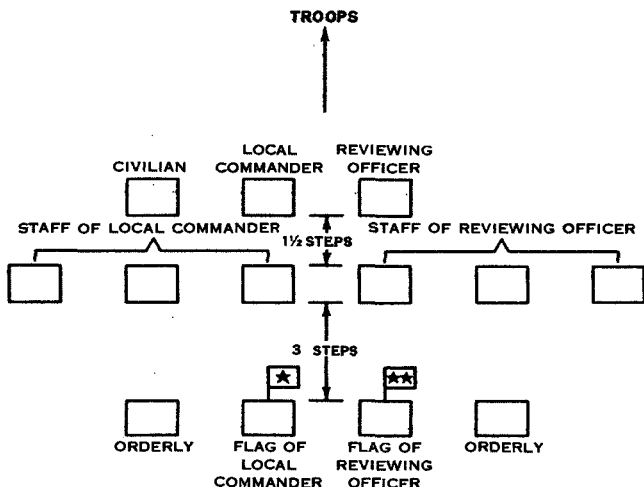 TROOPS
CIVILIAN
LOCAL
COMMANDER
REVIEWING
OFFICER
STAFF OF LOCAL COMMANDER
1½ STEPS
STAFF OF REVIEWING OFFICER
3 STEPS
ORDERLY
FLAG OF
LOCAL
COMMANDER
FLAG OF
REVIEWING
OFFICER
ORDERLY